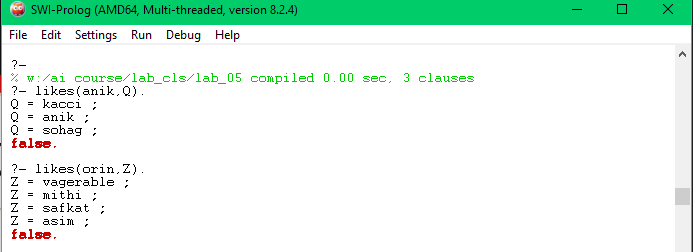 SWI-Prolog (AMD64, Multi-threaded, version 8.2.4)
File Edit Settings Run Debug Help
?-
% w:/ai course/lab_cls/lab_05 compiled 0.00 sec, 3 clauses
?- likes(anik,Q).
Q = kacci ;
Q = anik ;
Q = sohag ;
false.
?- likes(orin,Z).
Z = vagerable ;
Z = mithi ;
Z = safkat ;
Z = asim ;
false.